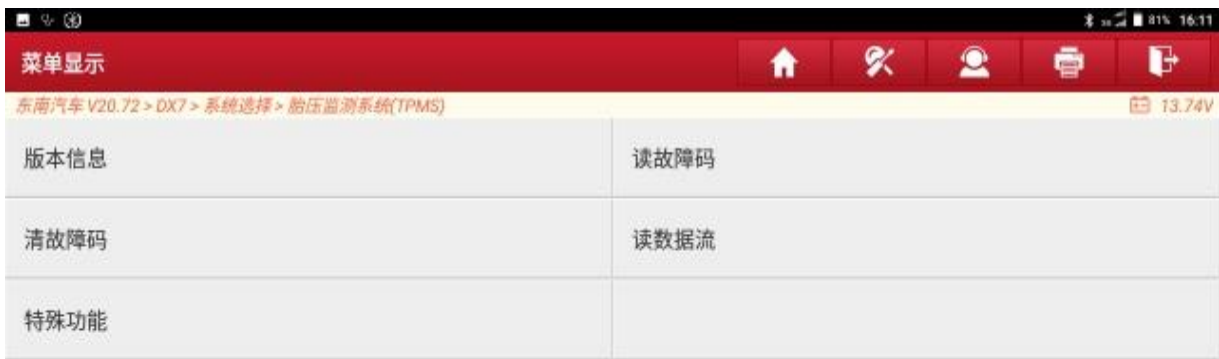 81% 16:11
菜单显示
东南汽车 V20.72 > DX7 > 系统选择 > 胎压监测系统(TPMS) 13.74V
版本信息 读故障码
清故障码 读数据流
特殊功能